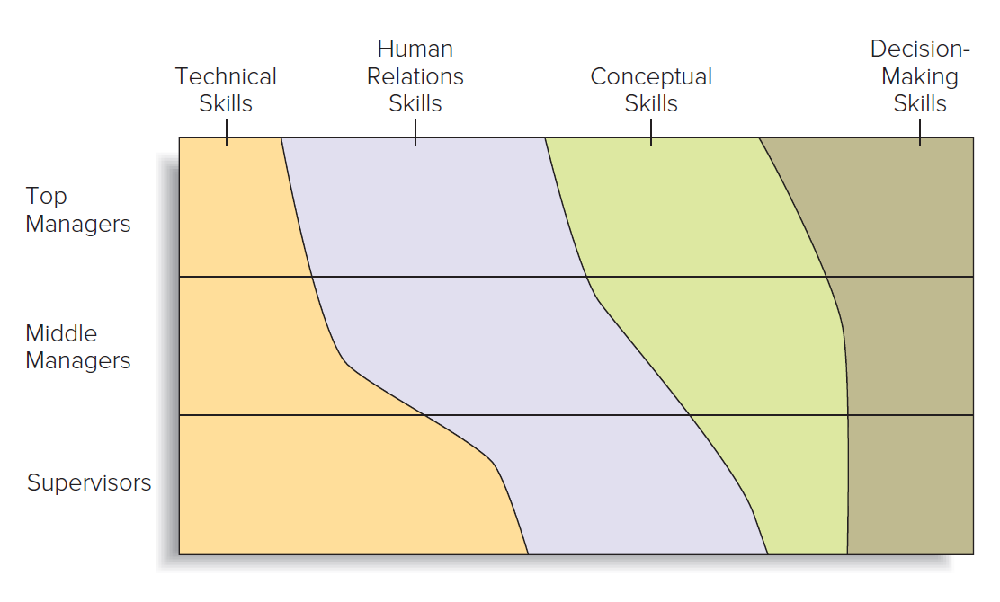 Technical
Skills
Human
Relations
Skills
Conceptual
Skills
Decision-
Making
Skills
Top
Managers
Middle
Managers
Supervisors